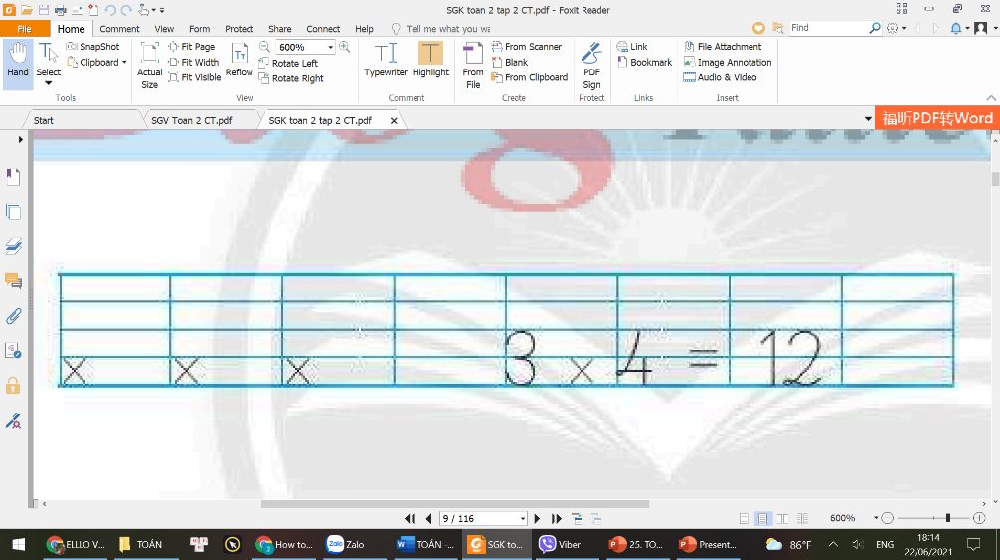 SGK toan 2 tap 2 CT.pdf - Foxit Reader
File Home Comment View Form Protect Share Connect Help Tell me what you wa Find
Hand Select Tools
SnapShot
Clipboard
Actual Size
Fit Page
Fit Width
Fit Visible
Reflow
600%
Rotate Left
Rotate Right
View
Typewriter Highlight
Comment
From File
From Scanner
Blank
From Clipboard
Create
PDF Sign
Protect
Link
Bookmark
Links
File Attachment
Image Annotation
Audio & Video
Insert
Start SGV Toan 2 CT.pdf SGK toan 2 tap 2 CT.pdf 福昕PDF转Word
x x x 3 x 4 = 12
9 / 116 600%
ELLLO V... TOÁN How to... Zalo Zalo TOÁN -... SGK to... Viber 25. TO... Present... 86°F ENG 18:14
22/06/2021